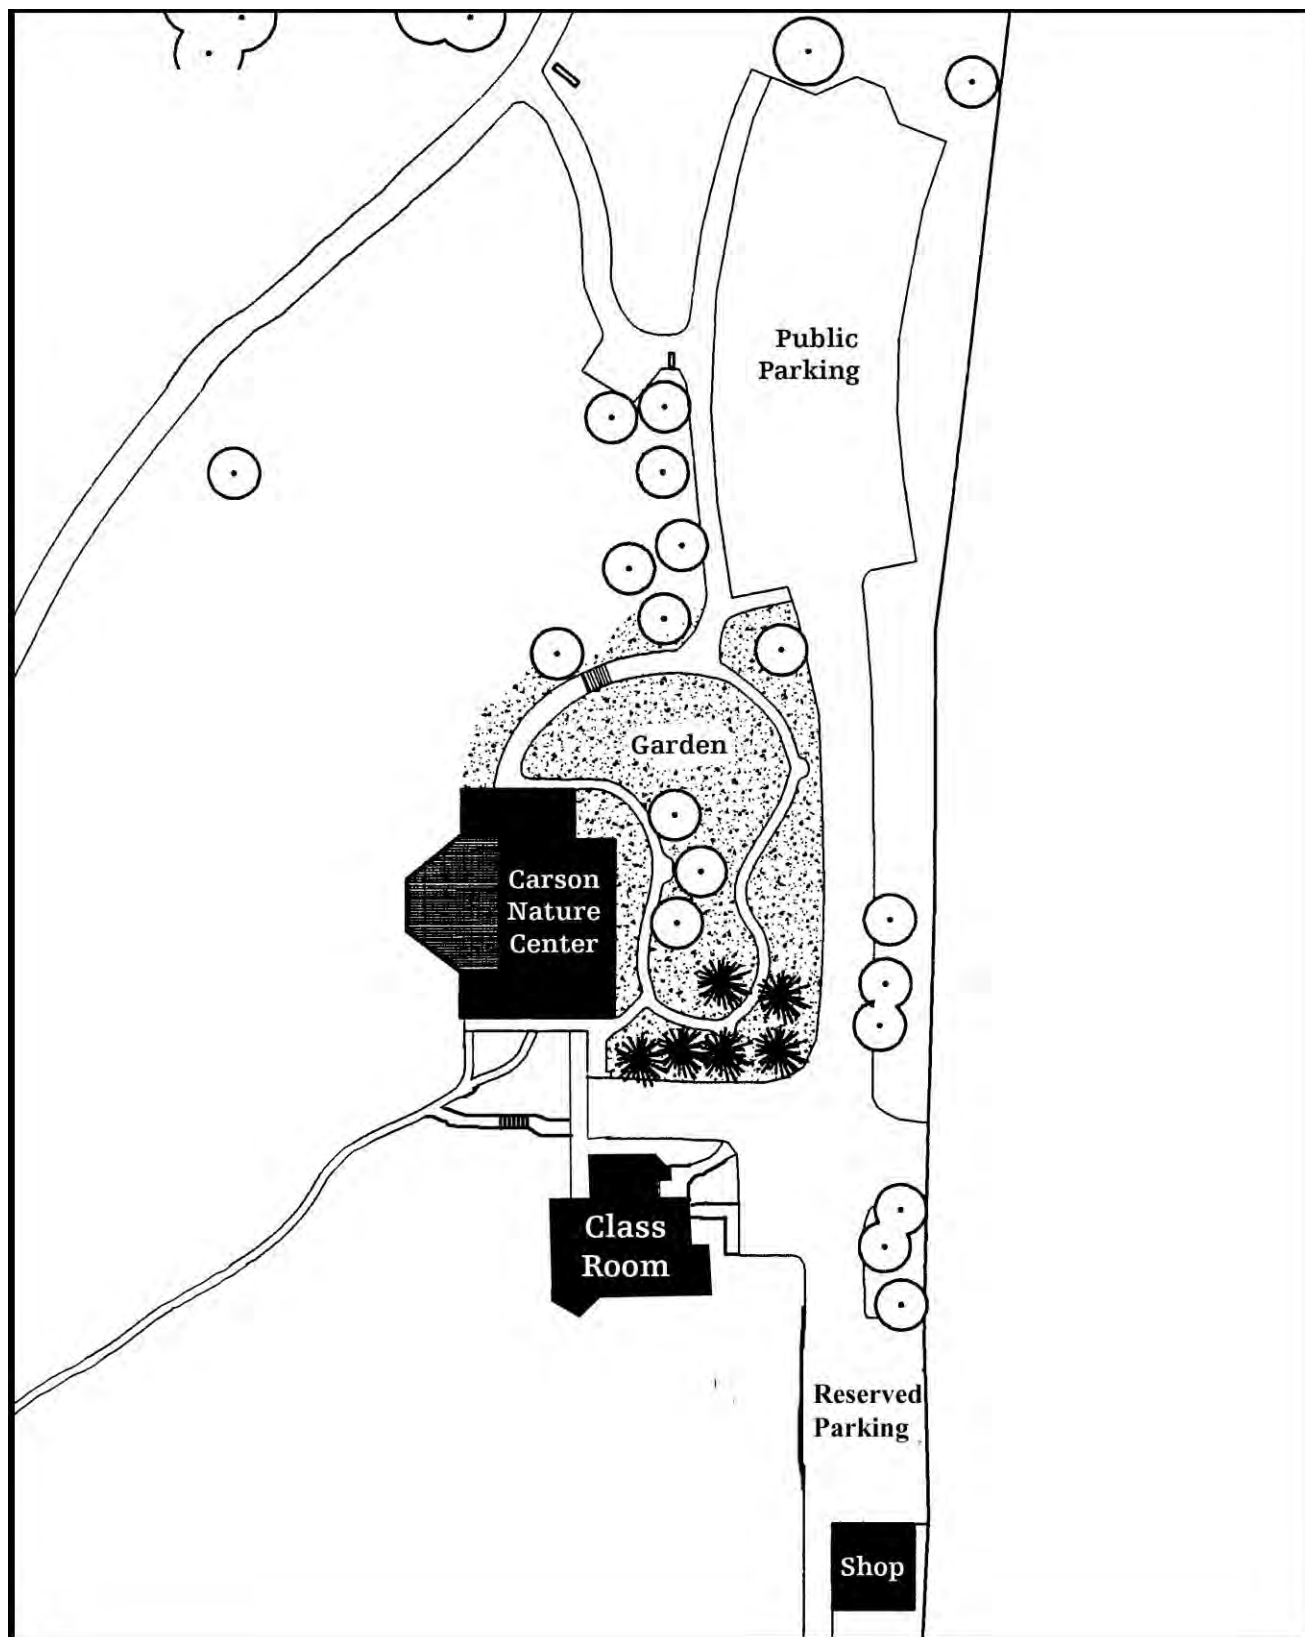 Public
Parking
Garden
Carson
Nature
Center
Class
Room
Reserved
Parking
Shop